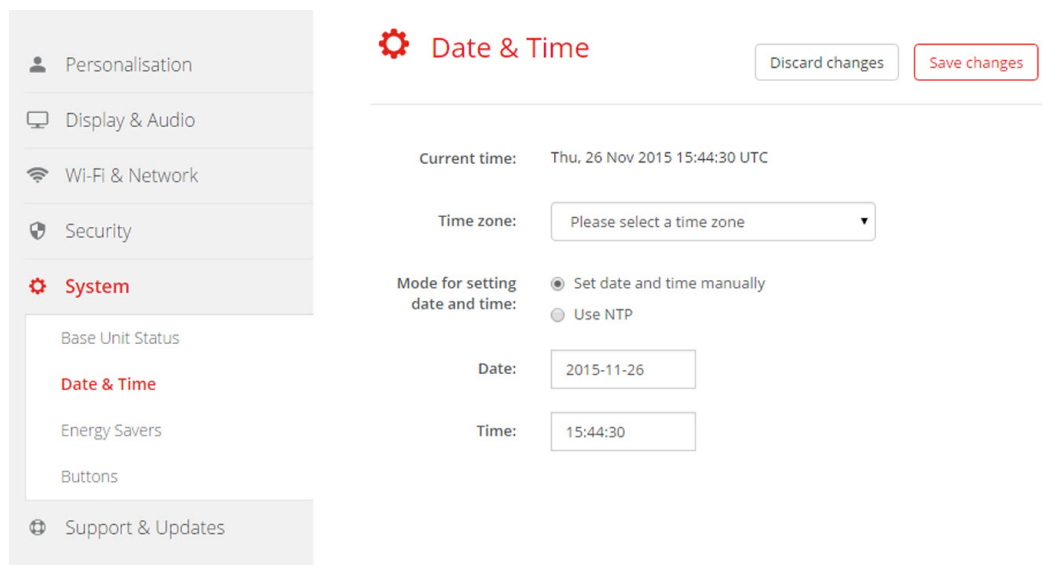 Personalisation
Display & Audio
Wi-Fi & Network
Security
System
Base Unit Status
Date & Time
Energy Savers
Buttons
Support & Updates
Date & Time
Discard changes
Save changes
Current time: Thu, 26 Nov 2015 15:44:30 UTC
Time zone: Please select a time zone
Mode for setting
date and time:
Set date and time manually
Use NTP
Date: 2015-11-26
Time: 15:44:30